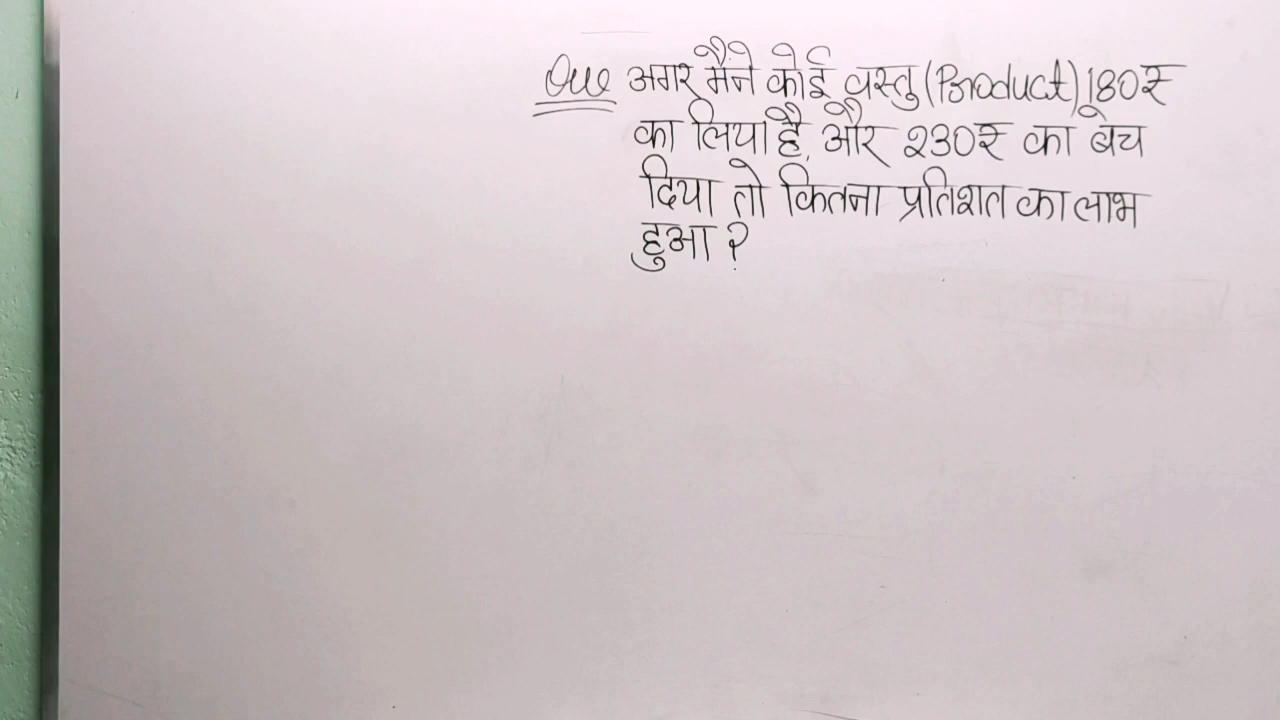 Que अगर मैंने कोई वस्तु (Product) 180₹
का लिया है, और 230₹ का बेच
दिया तो कितना प्रतिशत का लाभ
हुआ ?